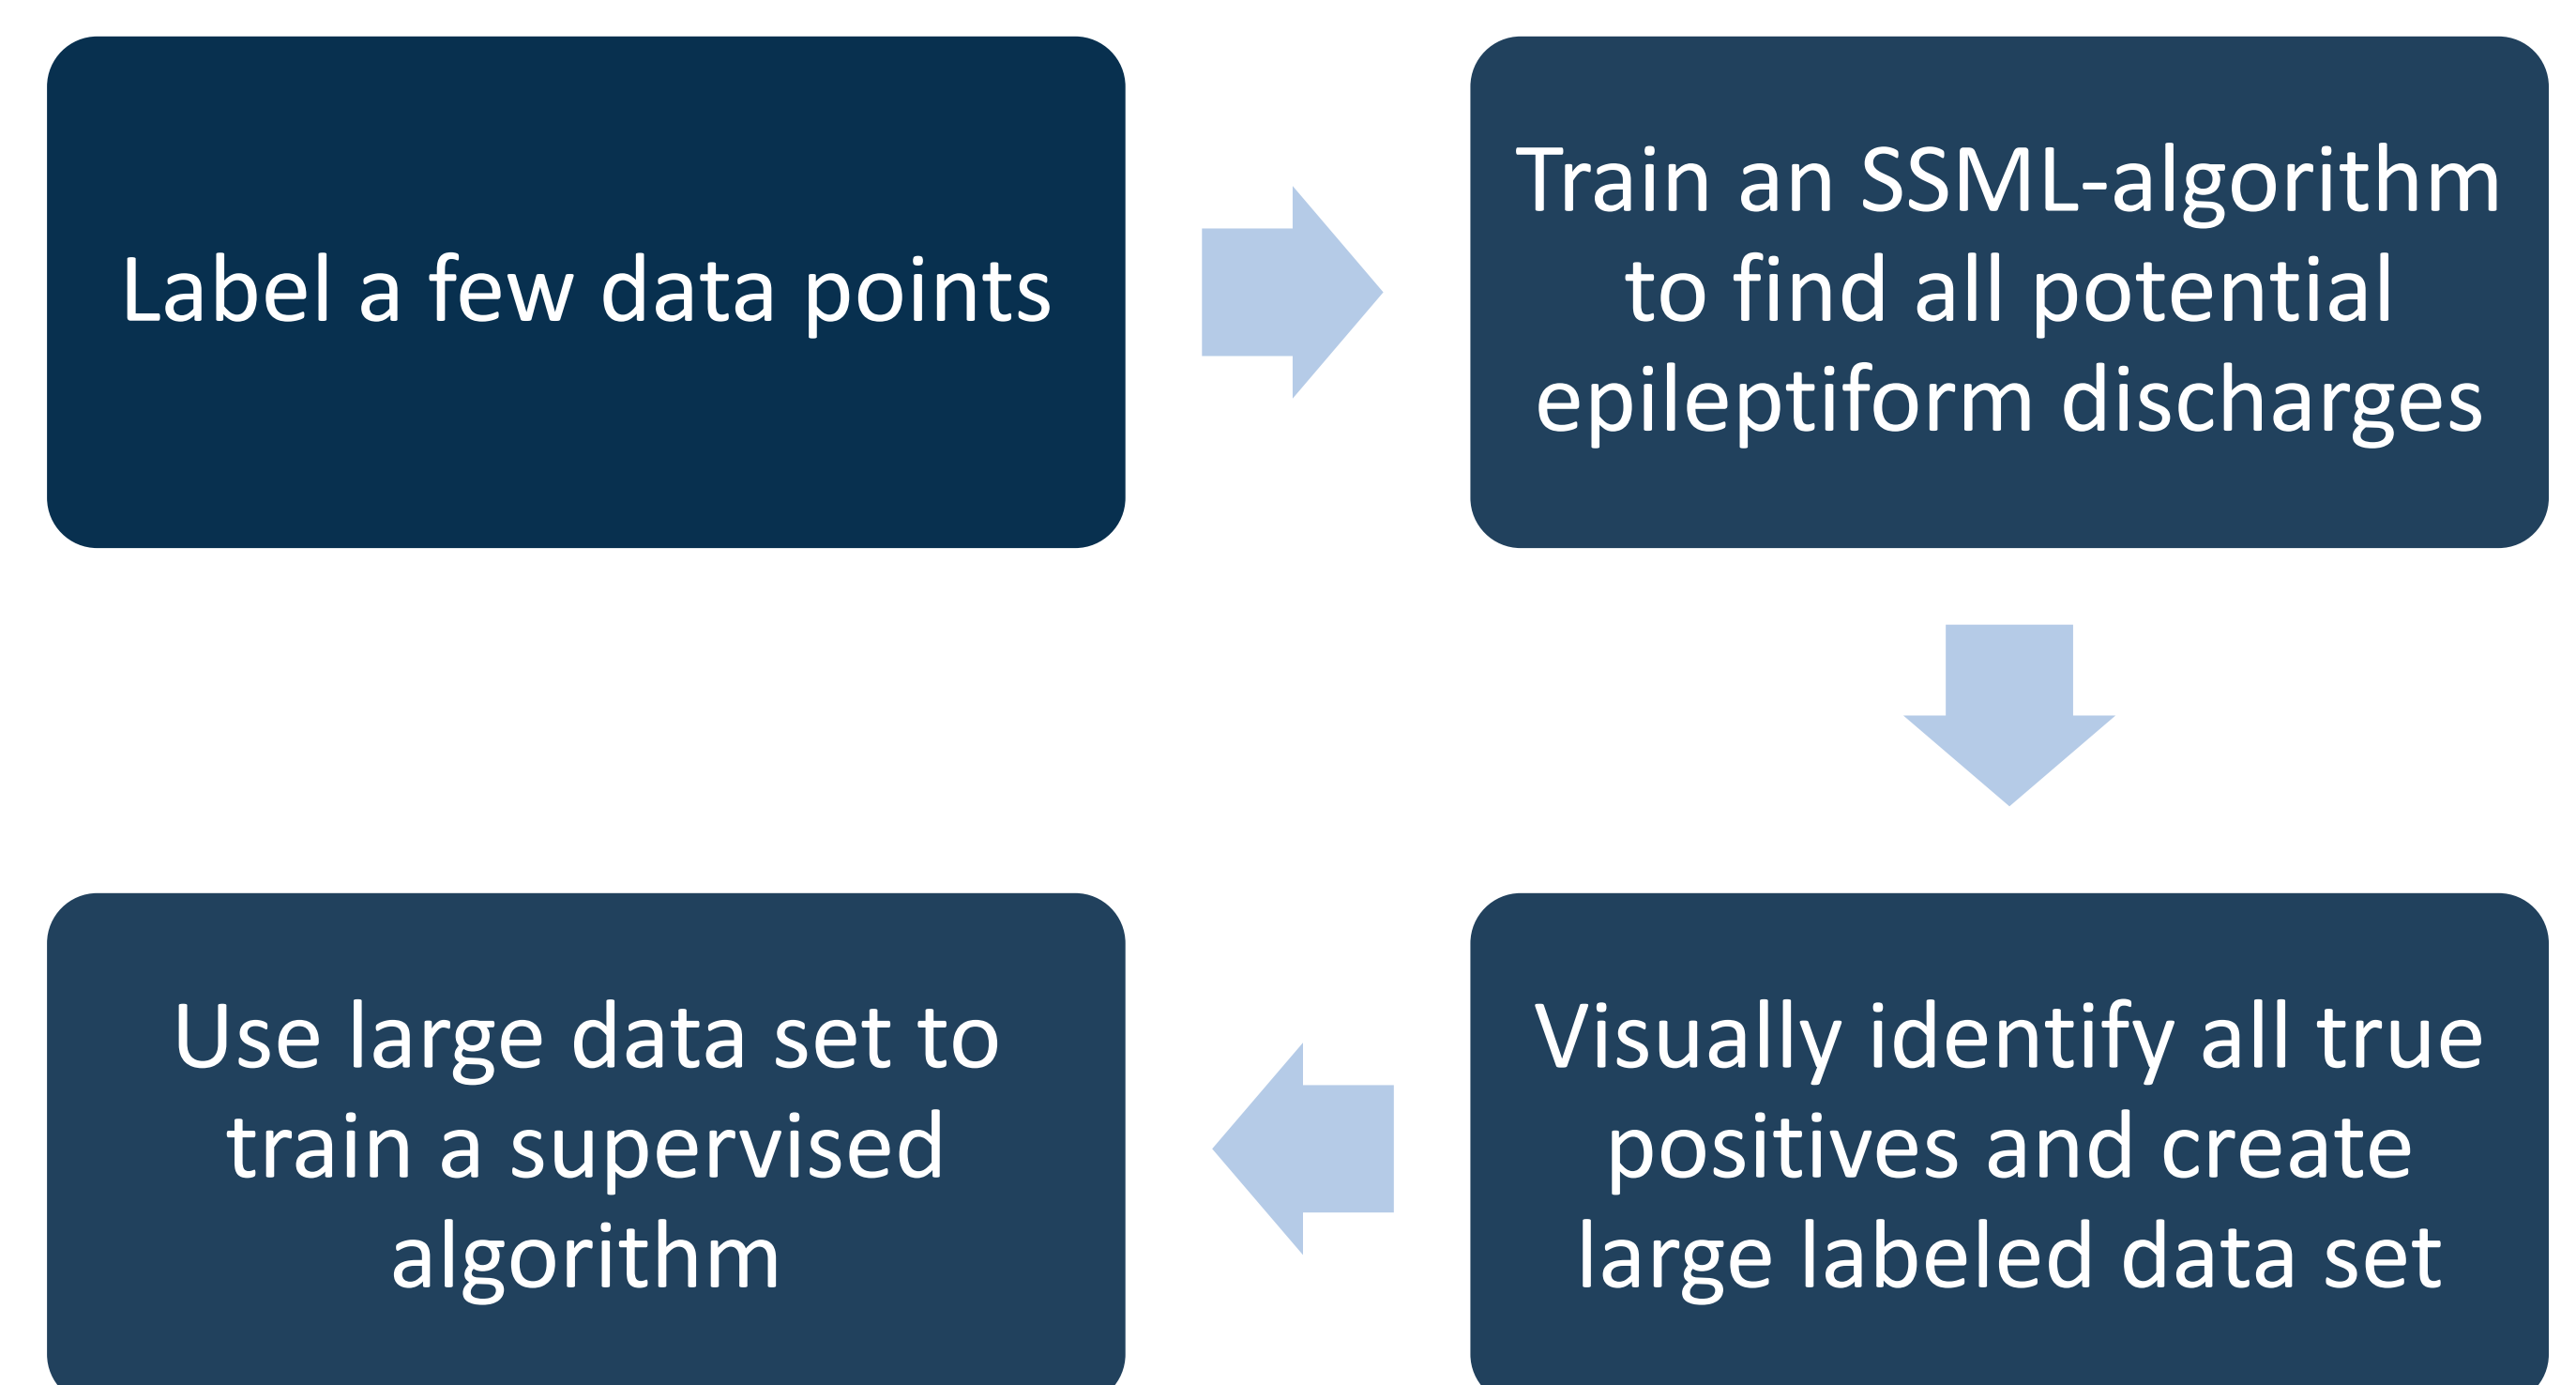 Label a few data points
Train an SSML-algorithm
to find all potential
epileptiform discharges
Visually identify all true
positives and create
large labeled data set
Use large data set to
train a supervised
algorithm